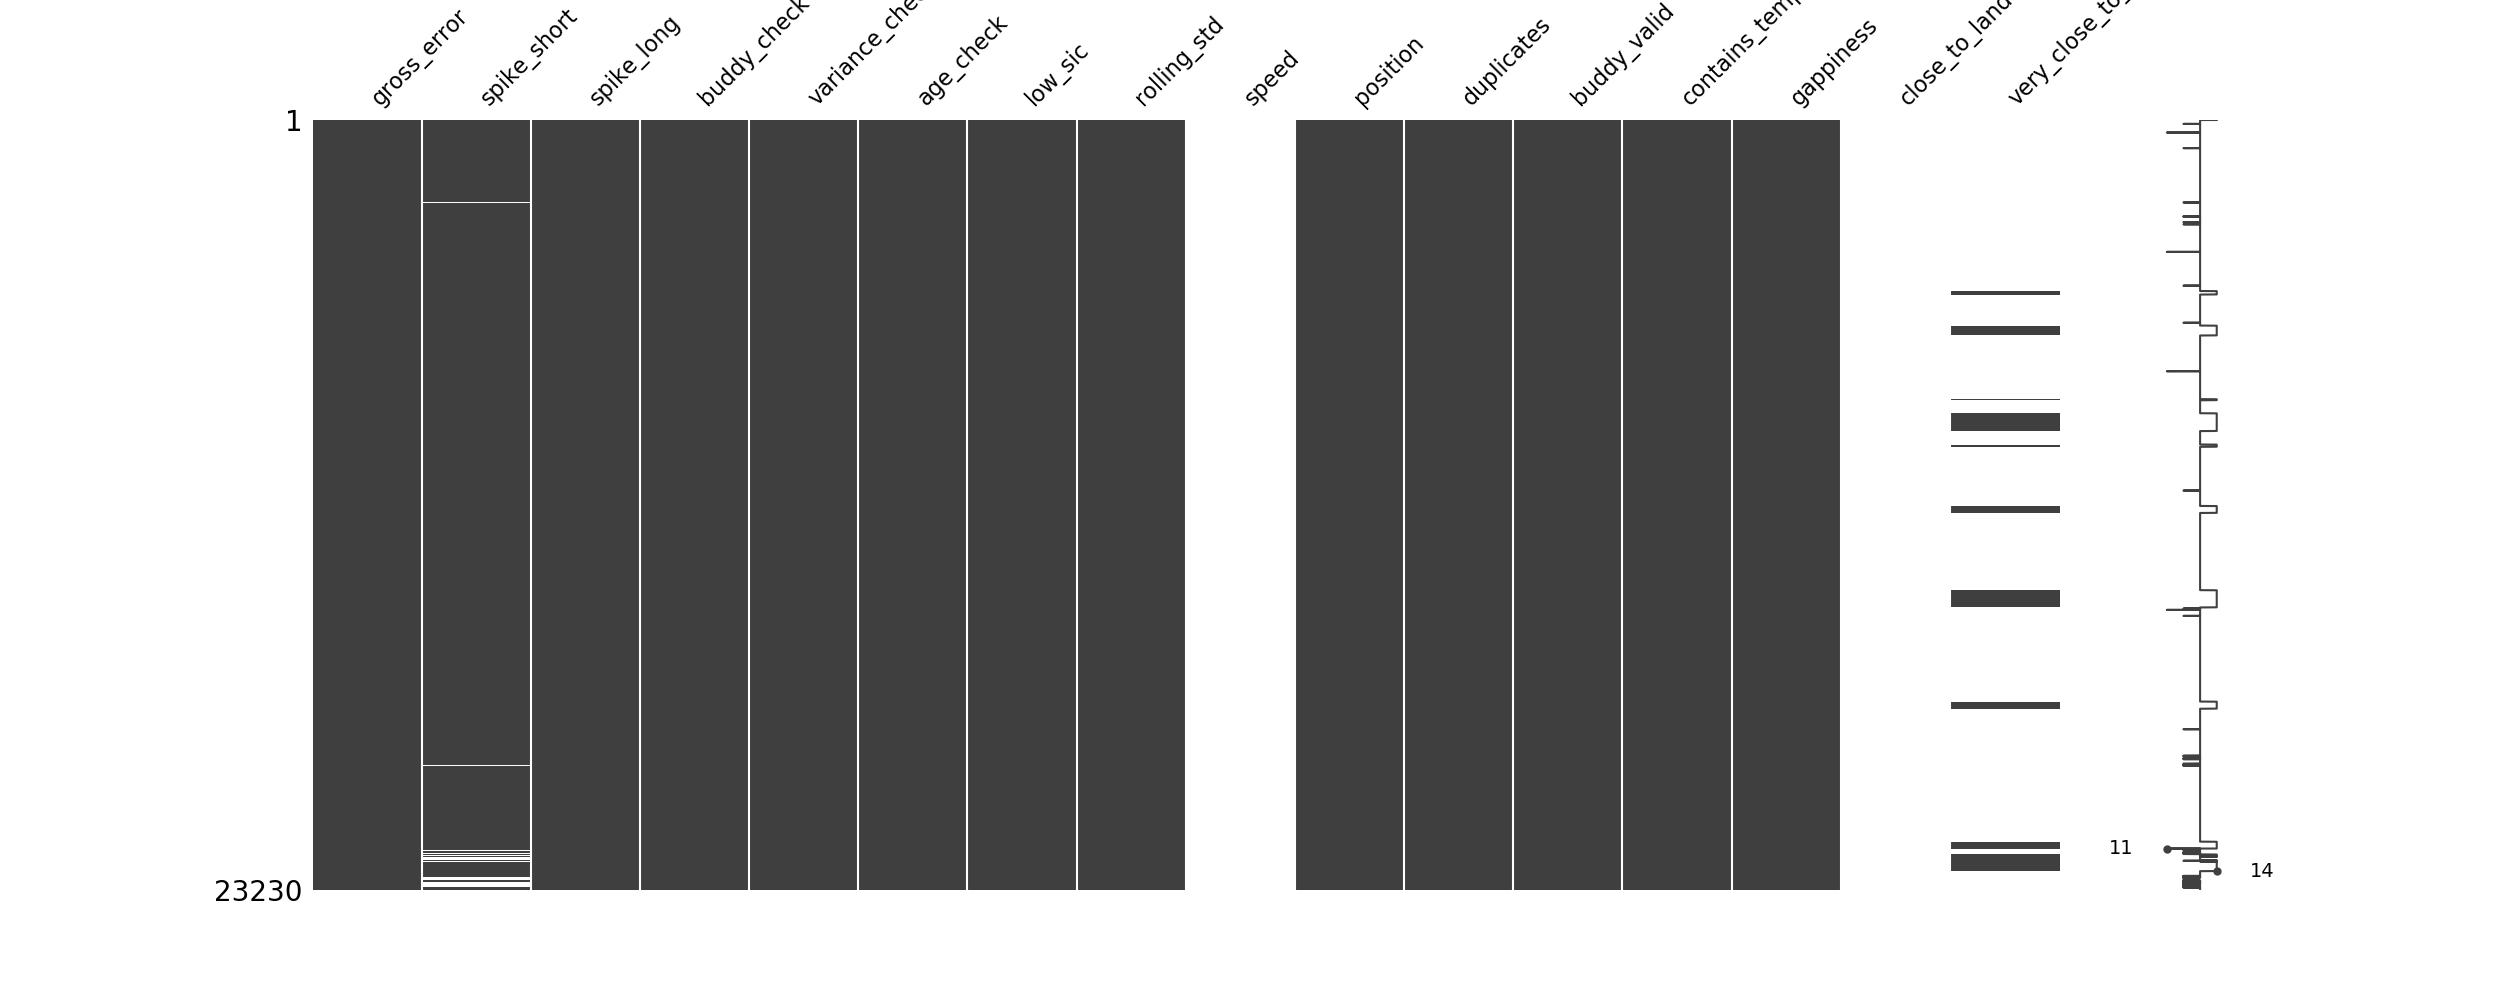 gross_error
spike_short
spike_long
buddy_check
age_check
low_sic
rolling_std
speed
position
duplicates
buddy_valid
gappiness
close_to_land
1
23230
11
14